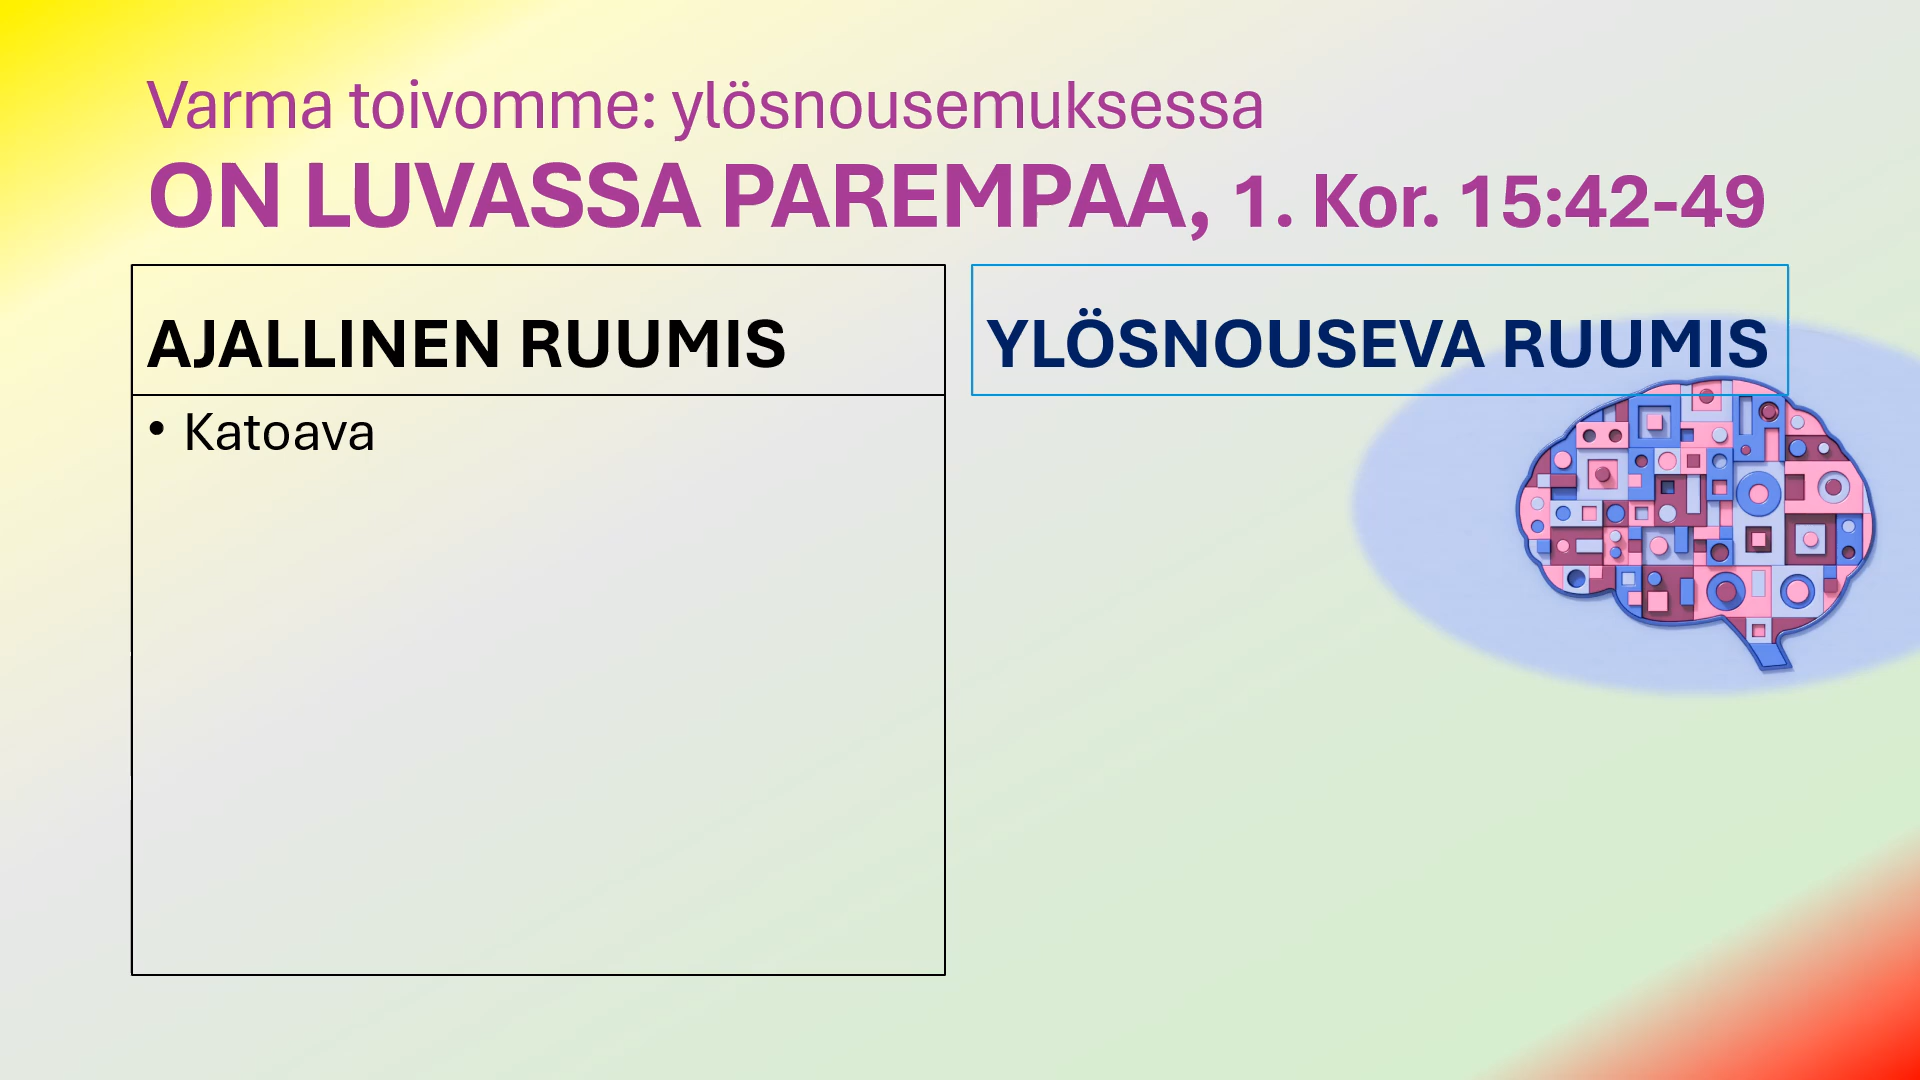 Varma toivomme: ylösnousemuksessa
ON LUVASSA PAREMPAA, 1. Kor. 15:42-49
AJALLINEN RUUMIS
• Katoava
YLÖSNOUSEVA RUUMIS